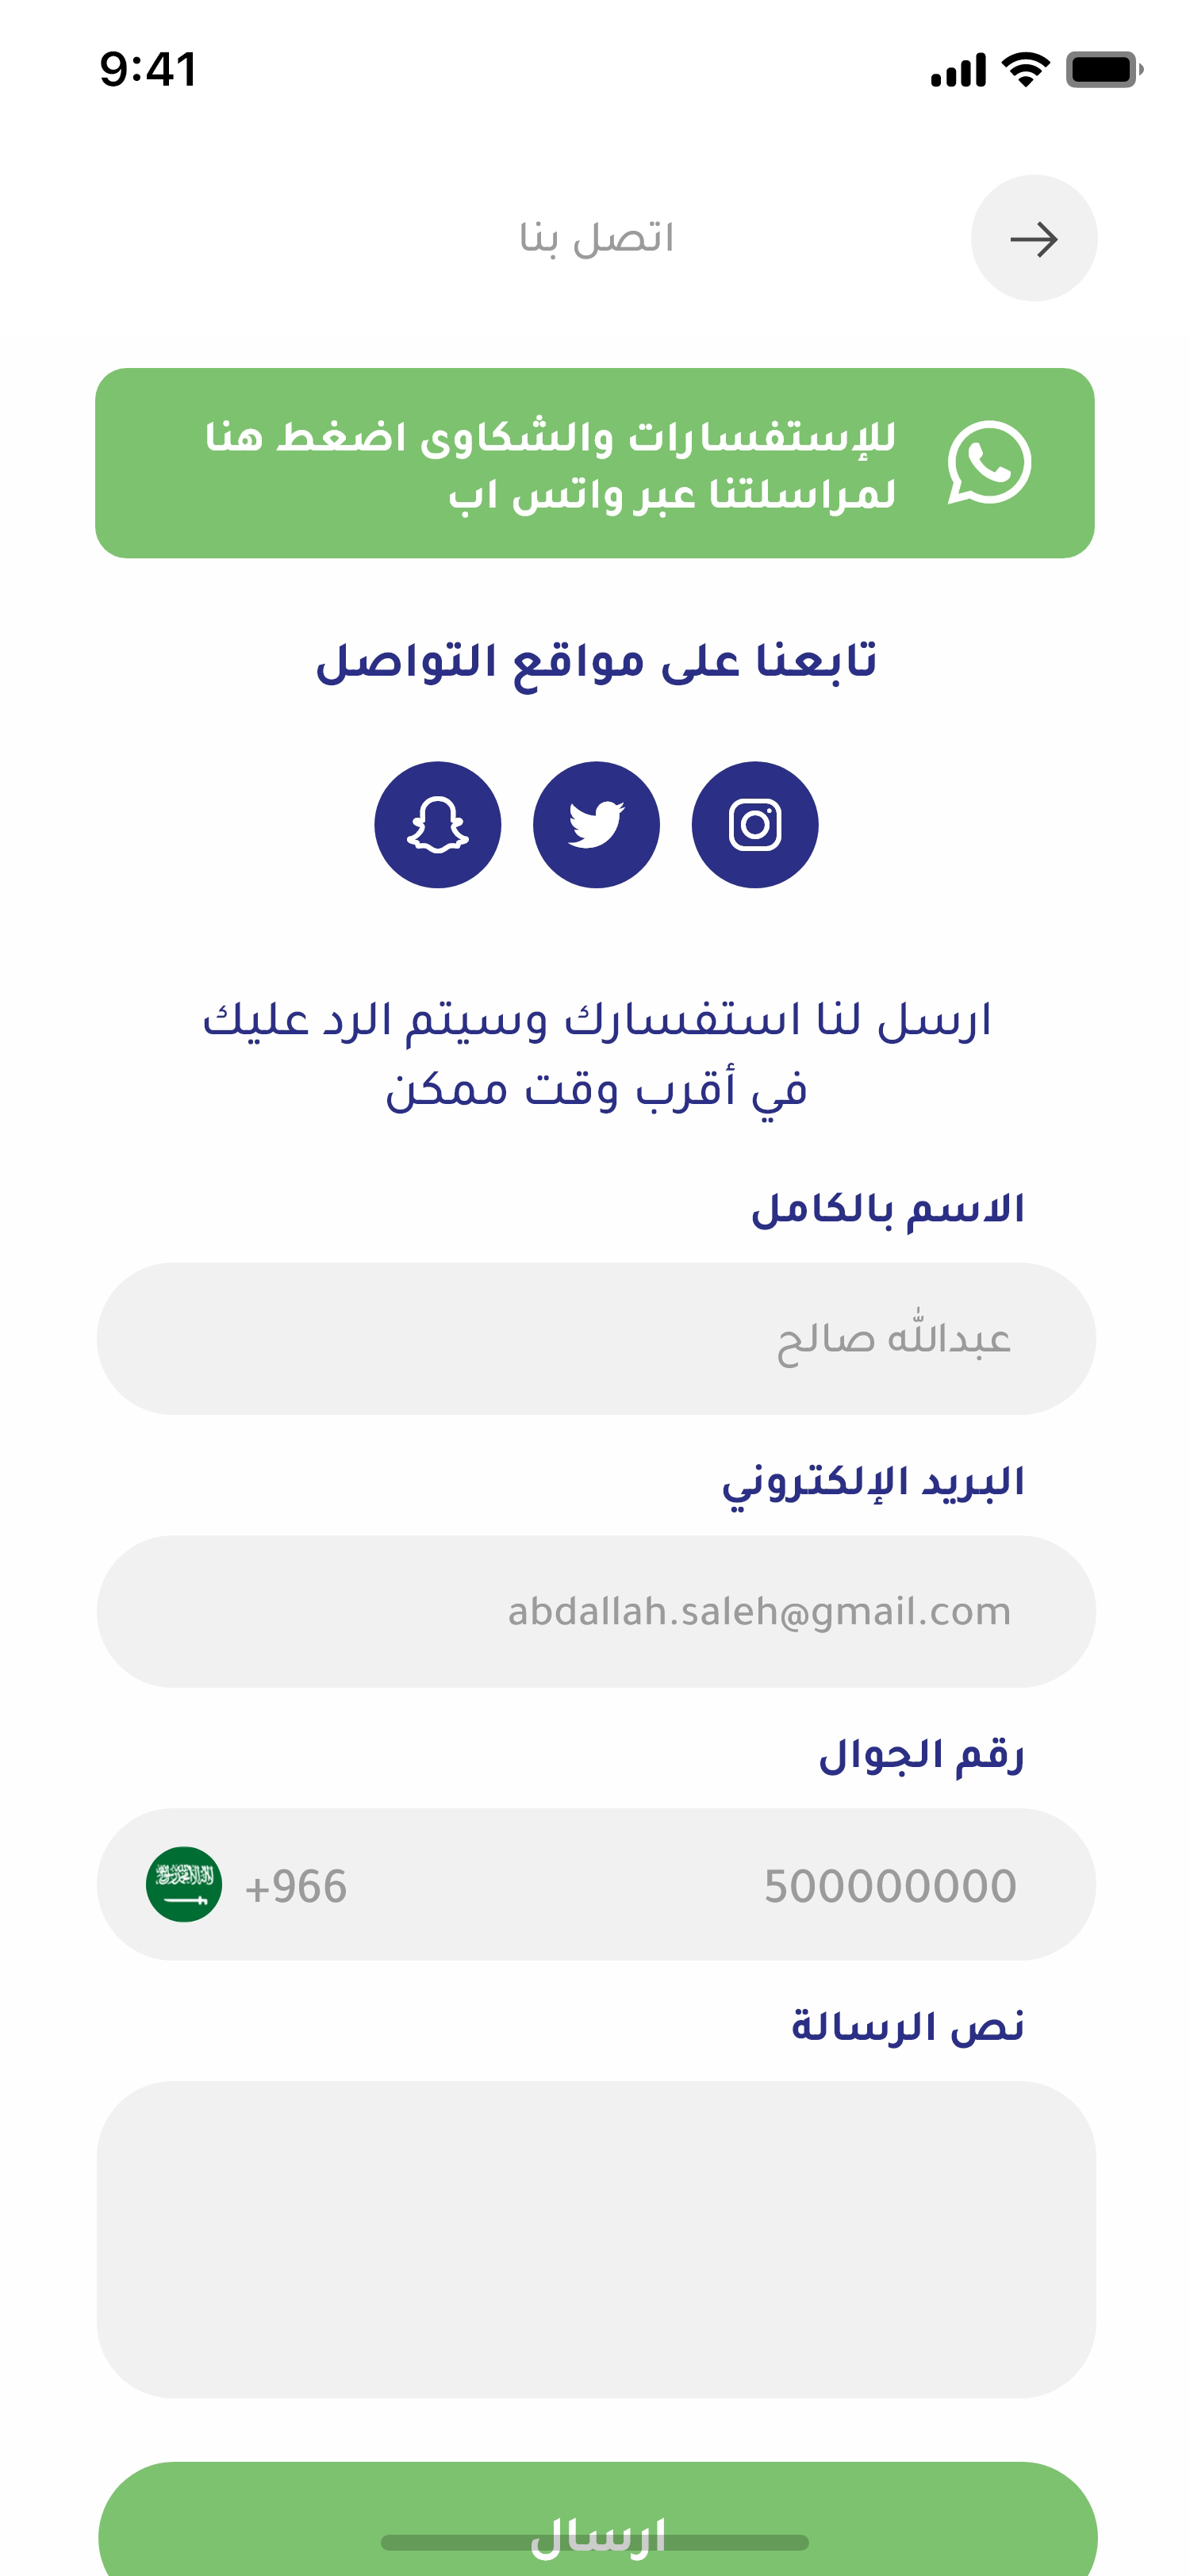 9:41
اتصل بنا
للإستفسارات والشكاوى اضغط هنا
لمراسلتنا عبر واتس اب
تابعنا على مواقع التواصل
ارسل لنا استفسارك وسيتم الرد عليك
في أقرب وقت ممكن
الاسم بالكامل
عبدالله صالح
البريد الإلكتروني
abdallah.saleh@gmail.com
رقم الجوال
+966 500000000
نص الرسالة
ارسال